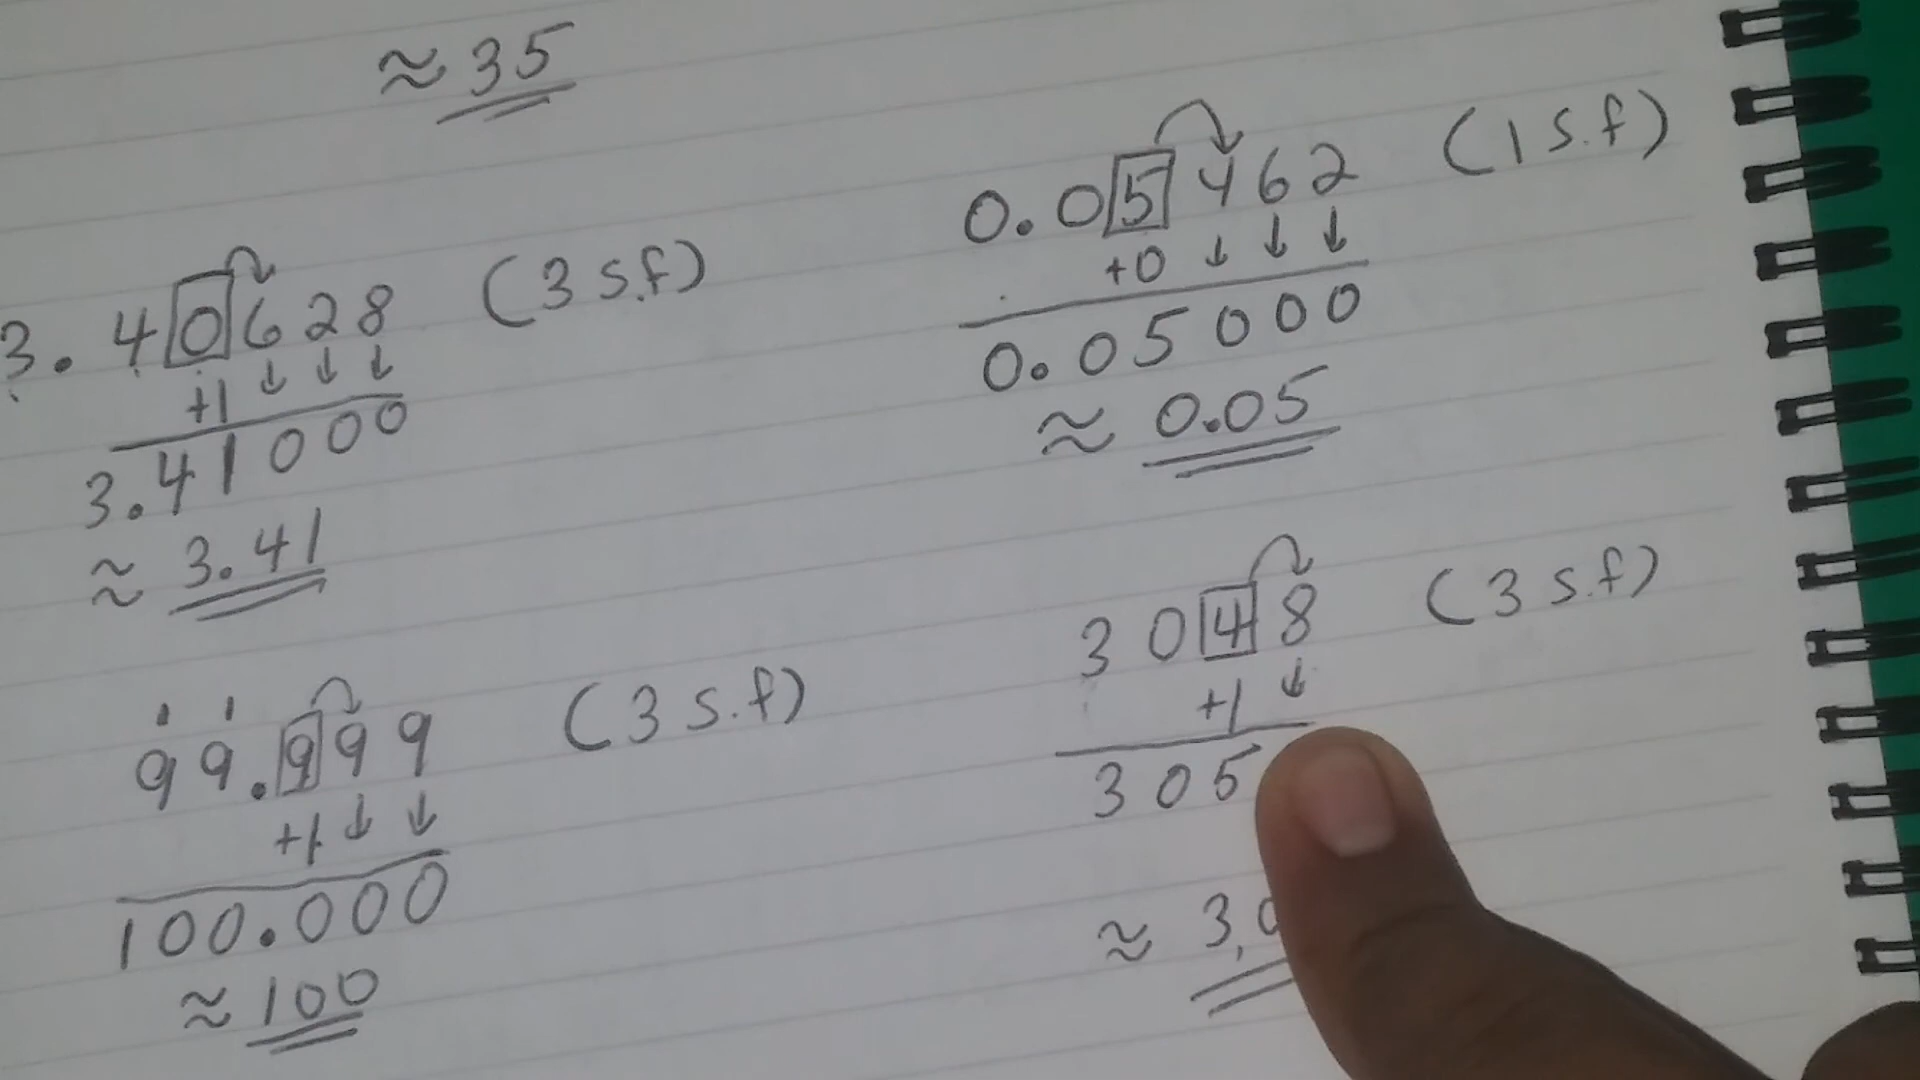 ≈ 35
3.40628 (3 s.f)
+1 ↓ ↓ ↓
3.41000
≈ 3.41
0.05462 (1 s.f)
+0 ↓ ↓ ↓
0.05000
≈ 0.05
99.999 (3 s.f)
+1 ↓ ↓
100.000
≈ 100
3048 (3 s.f)
+1 ↓
305
≈ 3,0